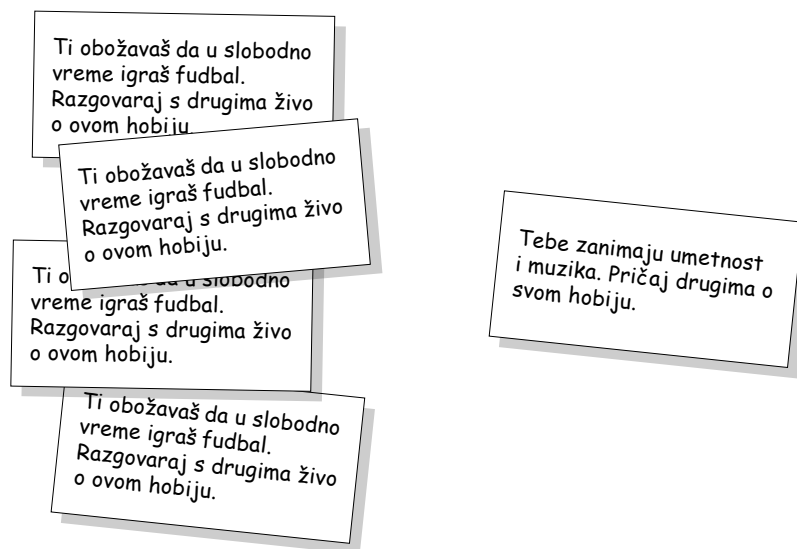 Ti obožavaš da u slobodno
vreme igraš fudbal.
Razgovaraj s drugima živo
o ovom hobiju.
Ti obožavaš da u slobodno
vreme igraš fudbal.
Razgovaraj s drugima živo
o ovom hobiju.
Ti da u slobodno
vreme igraš fudbal.
Razgovaraj s drugima živo
o ovom hobiju.
Ti obožavaš da u slobodno
vreme igraš fudbal.
Razgovaraj s drugima živo
o ovom hobiju.
Tebe zanimaju umetnost
i muzika. Pričaj drugima o
svom hobiju.